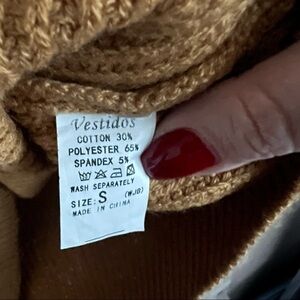 Vestidos
COTTON 30%
POLYESTER 65%
SPANDEX 5%
WASH SEPARATELY
SIZE: S (WJD)
MADE IN CHINA